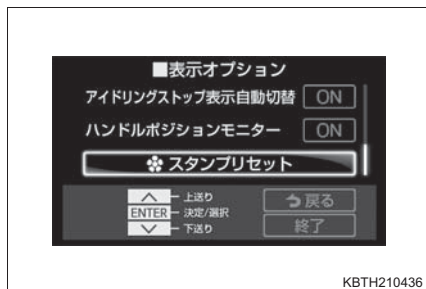 ■表示オプション
アイドリングストップ表示自動切替 ON
ハンドルポジションモニター ON
スタンプリセット
上送り
ENTER 決定/選択
下送り
戻る
終了
KBTH210436